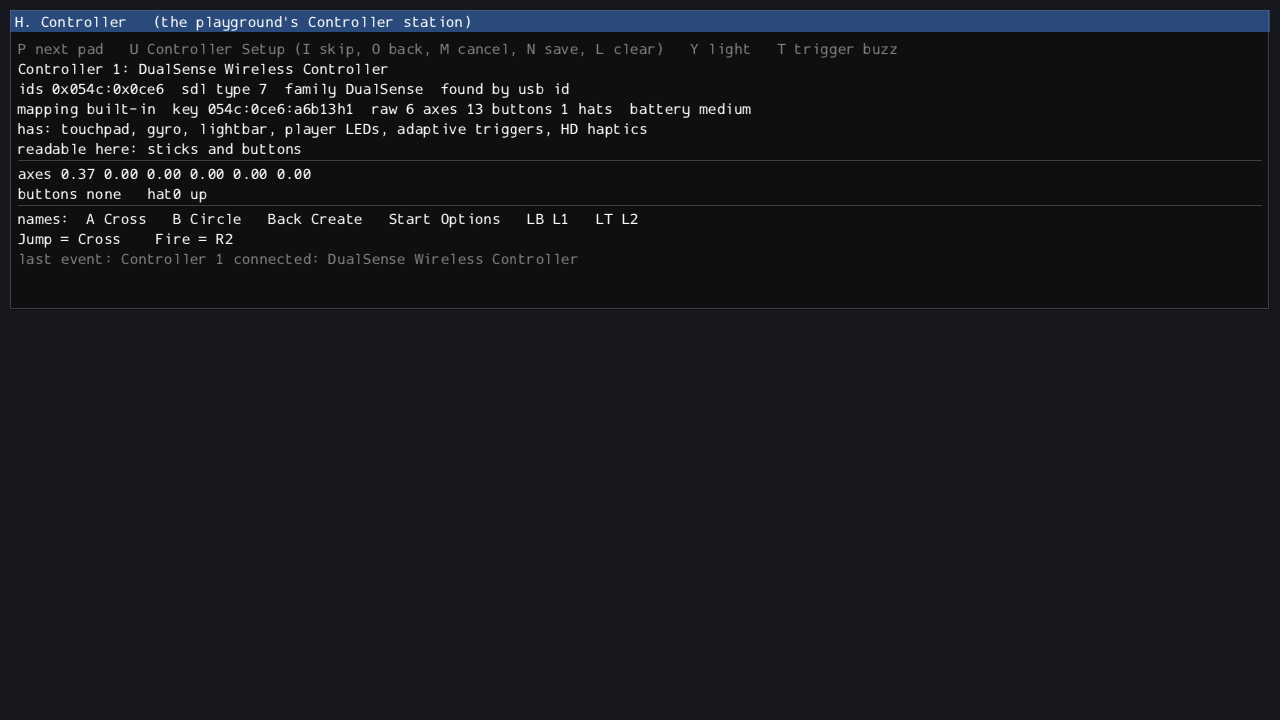 H. Controller   (the playground's Controller station)
P next pad   U Controller Setup (I skip, O back, M cancel, N save, L clear)   Y light   T trigger buzz
Controller 1: DualSense Wireless Controller
ids 0x054c:0x0ce6  sdl type 7  family DualSense  found by usb id
mapping built-in  key 054c:0ce6:a6b13h1  raw 6 axes 13 buttons 1 hats  battery medium
has: touchpad, gyro, lightbar, player LEDs, adaptive triggers, HD haptics
readable here: sticks and buttons
axes 0.37 0.00 0.00 0.00 0.00 0.00
buttons none   hat0 up
names:  A Cross   B Circle   Back Create   Start Options   LB L1   LT L2
Jump = Cross    Fire = R2
last event: Controller 1 connected: DualSense Wireless Controller